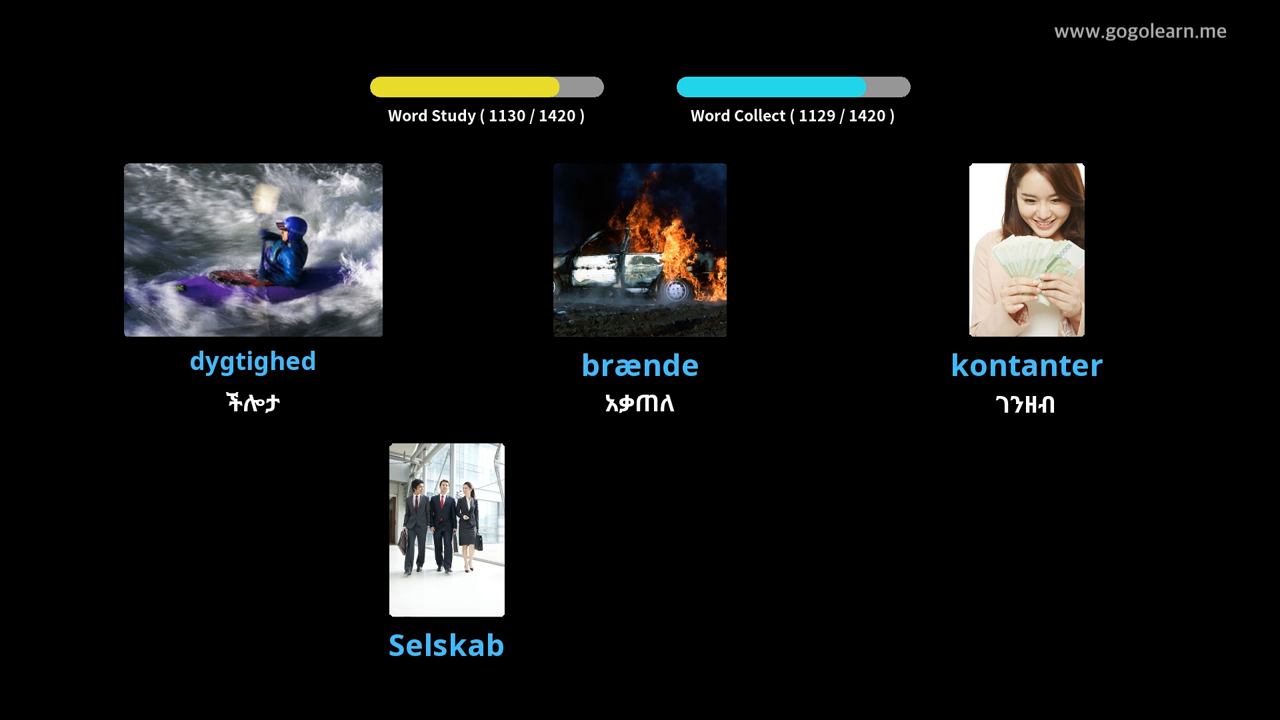 www.gogolearn.me
Word Study ( 1130 / 1420 )
Word Collect ( 1129 / 1420 )
dygtighed
brænde
kontanter
ችሎታ
አቃጠለ
ገንዘብ
Selskab